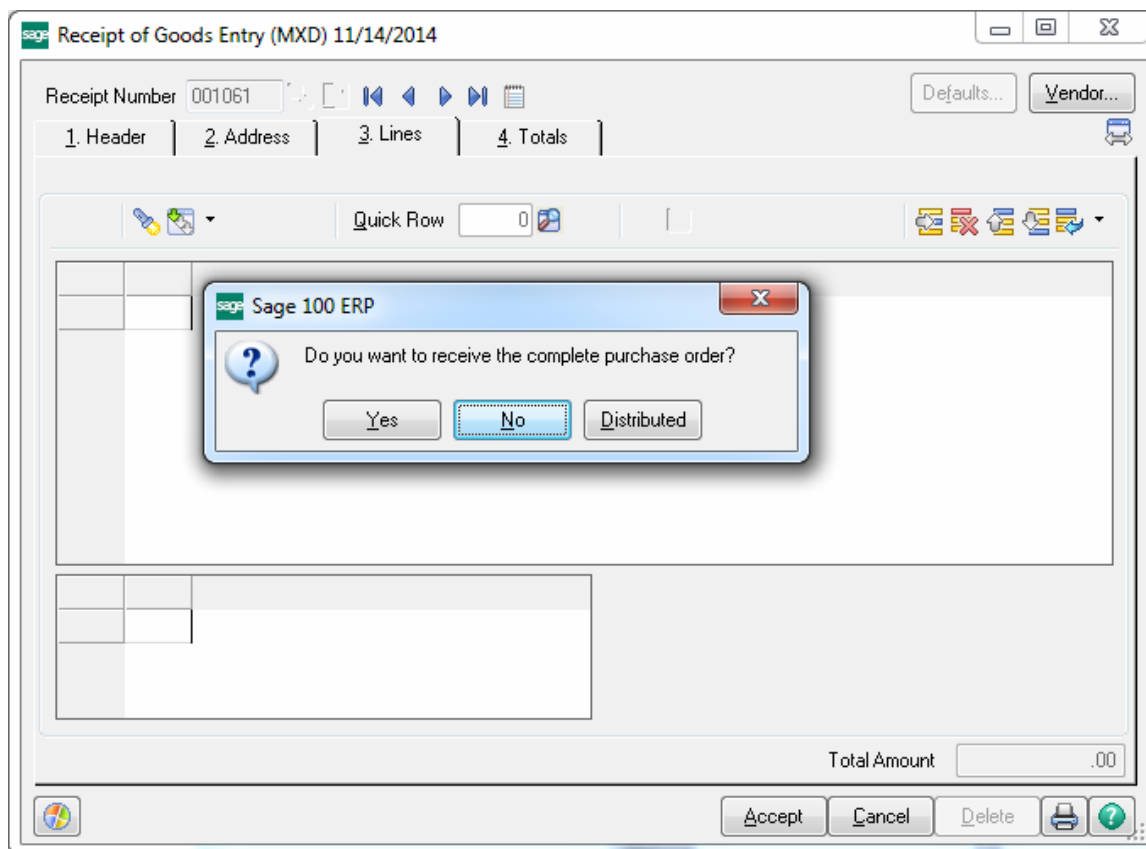 sage Receipt of Goods Entry (MXD) 11/14/2014
Receipt Number 001061 Defaults... Vendor...
1. Header 2. Address 3. Lines 4. Totals
Quick Row 0
sage Sage 100 ERP
Do you want to receive the complete purchase order?
Yes No Distributed
Total Amount .00
Accept Cancel Delete